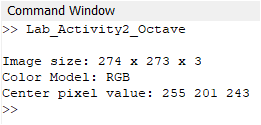 Command Window
>> Lab_Activity2_Octave
Image size: 274 x 273 x 3
Color Model: RGB
Center pixel value: 255 201 243
>>